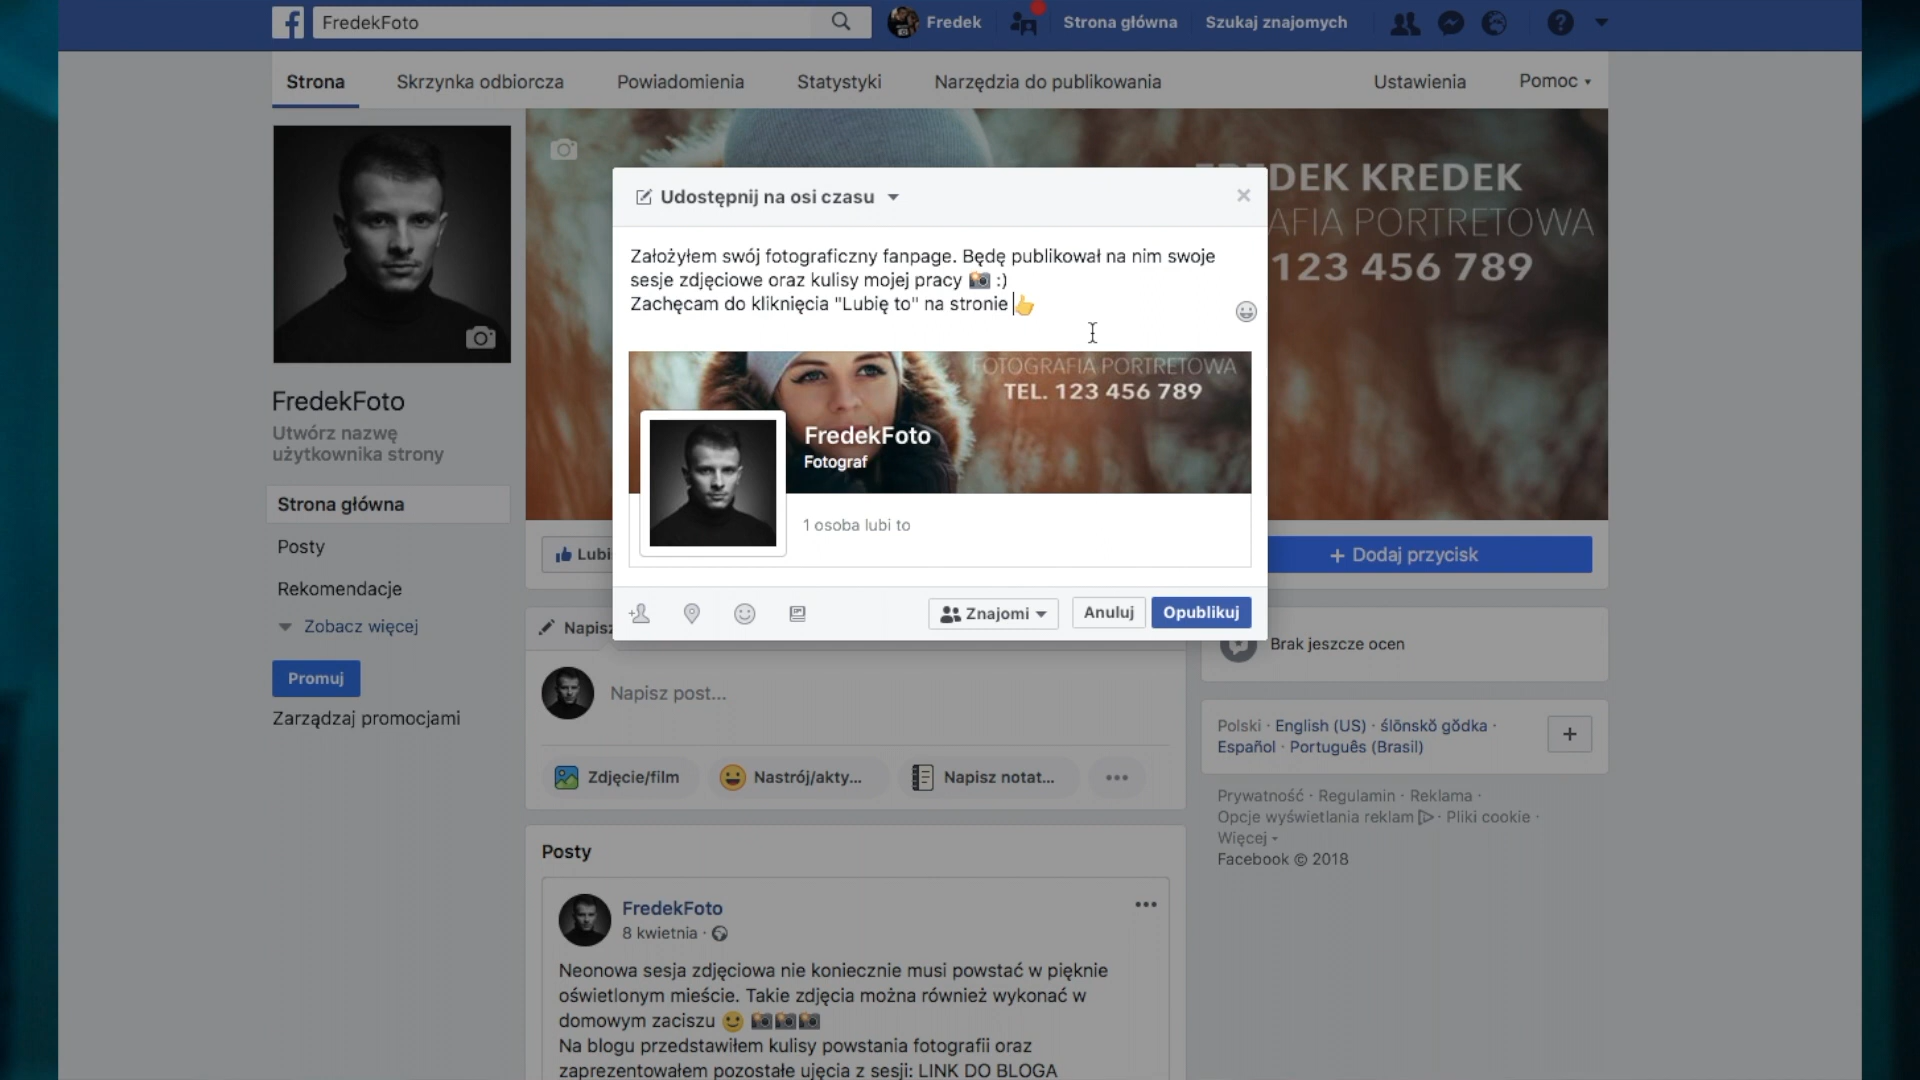 FredekFoto
Fredek
Strona główna
Szukaj znajomych
Strona
Skrzynka odbiorcza
Powiadomienia
Statystyki
Narzędzia do publikowania
Ustawienia
Pomoc
DEK KREDEK
AFIA PORTRETOWA
123 456 789
FredekFoto
Utwórz nazwę
użytkownika strony
Strona główna
Posty
Rekomendacje
Zobacz więcej
Promuj
Zarządzaj promocjami
Udostępnij na osi czasu
Założyłem swój fotograficzny fanpage. Będę publikował na nim swoje
sesje zdjęciowe oraz kulisy mojej pracy 📸 :)
Zachęcam do kliknięcia "Lubię to" na stronie 👍
FOTOGRAFIA PORTRETOWA
TEL. 123 456 789
FredekFoto
Fotograf
1 osoba lubi to
Znajomi
Anuluj
Opublikuj
Lubi
+ Dodaj przycisk
Napisz
Napisz post...
Zdjęcie/film
Nastrój/akty...
Napisz notat...
Brak jeszcze ocen
Polski · English (US) · ślōnskŏ gŏdka ·
Español · Português (Brasil)
Prywatność · Regulamin · Reklama ·
Opcje wyświetlania reklam · Pliki cookie ·
Więcej
Facebook © 2018
Posty
FredekFoto
8 kwietnia ·
Neonowa sesja zdjęciowa nie koniecznie musi powstać w pięknie
oświetlonym mieście. Takie zdjęcia można również wykonać w
domowym zaciszu 🙂 📸📸📸
Na blogu przedstawiłem kulisy powstania fotografii oraz
zaprezentowałem pozostałe ujęcia z sesji: LINK DO BLOGA